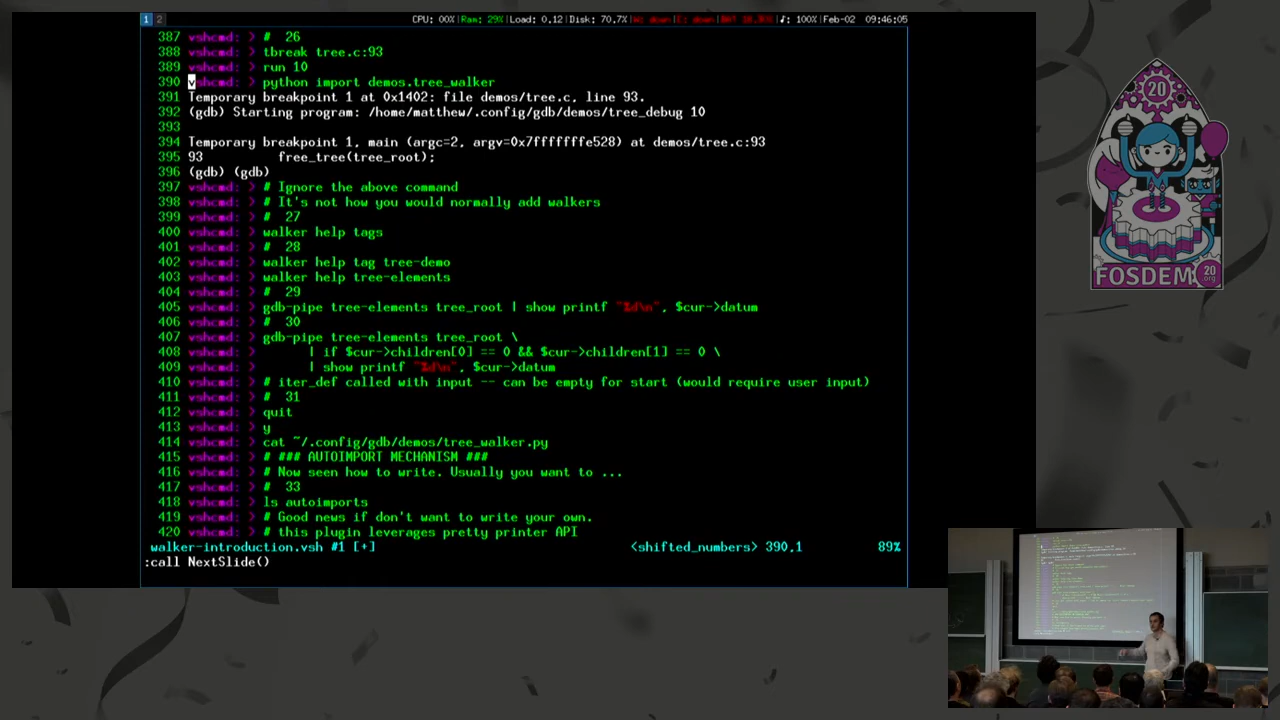 1 2
CPU: 00%|Ram: 29%|Load: 0.12|Disk: 70.7%|W: down|E: down| |♪: 100%|Feb-02 09:46:05
387 vshcmd: > # 26
388 vshcmd: > tbreak tree.c:93
389 vshcmd: > run 10
390 vshcmd: > python import demos.tree_walker
391 Temporary breakpoint 1 at 0x1402: file demos/tree.c, line 93.
392 (gdb) Starting program: /home/matthew/.config/gdb/demos/tree_debug 10
393
394 Temporary breakpoint 1, main (argc=2, argv=0x7fffffffe528) at demos/tree.c:93
395 93 free_tree(tree_root);
396 (gdb) (gdb)
397 vshcmd: > # Ignore the above command
398 vshcmd: > # It's not how you would normally add walkers
399 vshcmd: > # 27
400 vshcmd: > walker help tags
401 vshcmd: > # 28
402 vshcmd: > walker help tag tree-demo
403 vshcmd: > walker help tree-elements
404 vshcmd: > # 29
405 vshcmd: > gdb-pipe tree-elements tree_root | show printf "%d\n", $cur->datum
406 vshcmd: > # 30
407 vshcmd: > gdb-pipe tree-elements tree_root \
408 vshcmd: > | if $cur->children[0] == 0 && $cur->children[1] == 0 \
409 vshcmd: > | show printf "%d\n", $cur->datum
410 vshcmd: > # iter_def called with input -- can be empty for start (would require user input)
411 vshcmd: > # 31
412 vshcmd: > quit
413 vshcmd: > y
414 vshcmd: > cat ~/.config/gdb/demos/tree_walker.py
415 vshcmd: > # ### AUTOIMPORT MECHANISM ###
416 vshcmd: > # Now seen how to write. Usually you want to ...
417 vshcmd: > # 33
418 vshcmd: > ls autoimports
419 vshcmd: > # Good news if don't want to write your own.
420 vshcmd: > # this plugin leverages pretty printer API
walker-introduction.vsh #1 [+] <shifted_numbers> 390,1 89%
:call NextSlide()
20
FOSDEM
20
.org